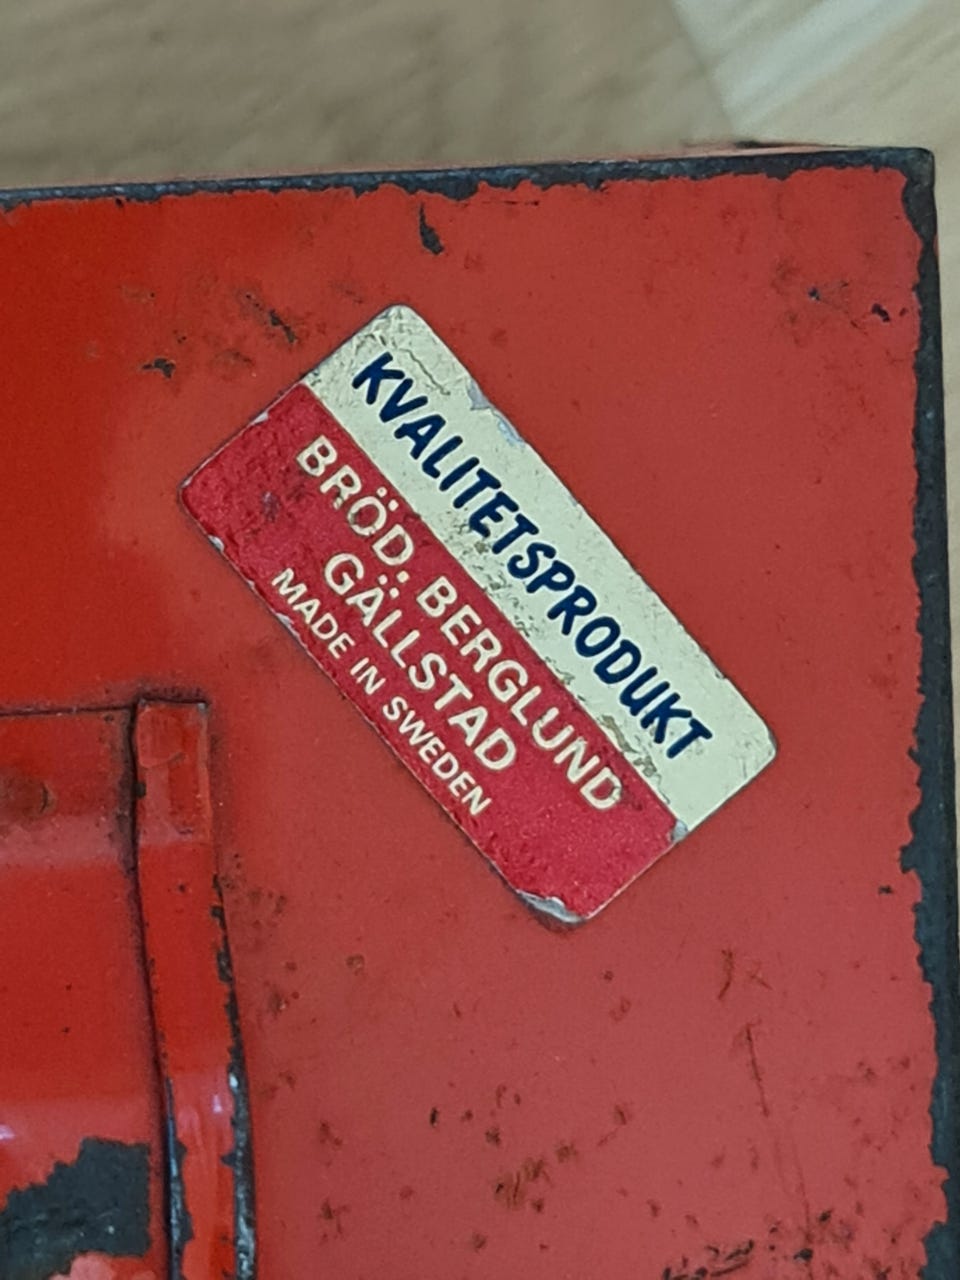 KVALITETSPRODUKT
BRÖD. BERGLUND
GÄLLSTAD
MADE IN SWEDEN